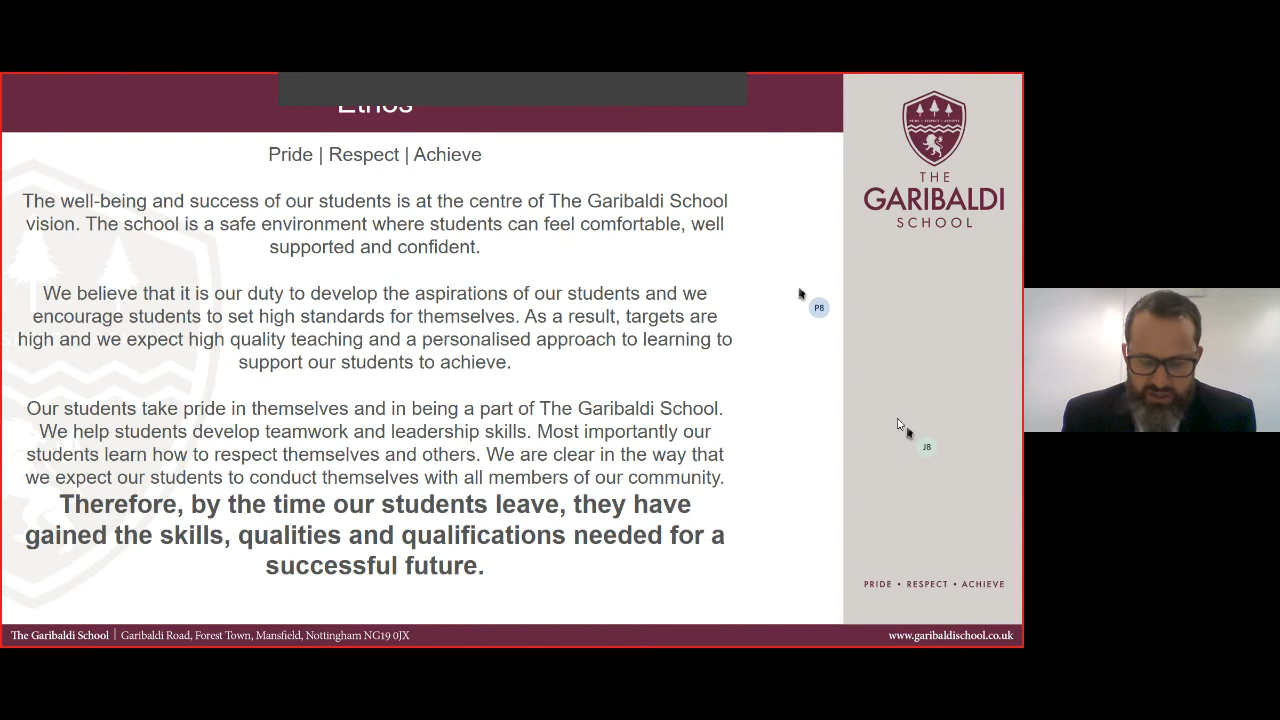 Ethos
Pride | Respect | Achieve
The well-being and success of our students is at the centre of The Garibaldi School
vision. The school is a safe environment where students can feel comfortable, well
supported and confident.
We believe that it is our duty to develop the aspirations of our students and we
encourage students to set high standards for themselves. As a result, targets are
high and we expect high quality teaching and a personalised approach to learning to
support our students to achieve.
Our students take pride in themselves and in being a part of The Garibaldi School.
We help students develop teamwork and leadership skills. Most importantly our
students learn how to respect themselves and others. We are clear in the way that
we expect our students to conduct themselves with all members of our community.
Therefore, by the time our students leave, they have
gained the skills, qualities and qualifications needed for a
successful future.
P8
J8
PRIDE • RESPECT • ACHIEVE
THE
GARIBALDI
SCHOOL
PRIDE • RESPECT • ACHIEVE
The Garibaldi School | Garibaldi Road, Forest Town, Mansfield, Nottingham NG19 0JX
www.garibaldischool.co.uk